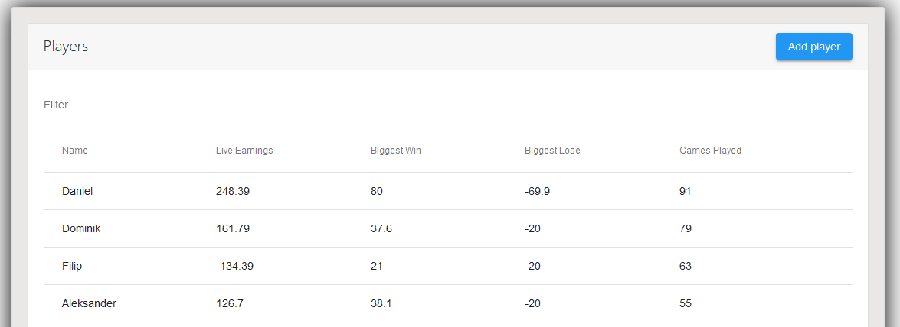 Players
Add player
Filter
Name Live Earnings Biggest Win Biggest Lose Games Played
Daniel 248.39 80 -69.9 91
Dominik 161.79 37.6 -20 79
Filip -134.39 21 -20 63
Aleksander 126.7 38.1 -20 55